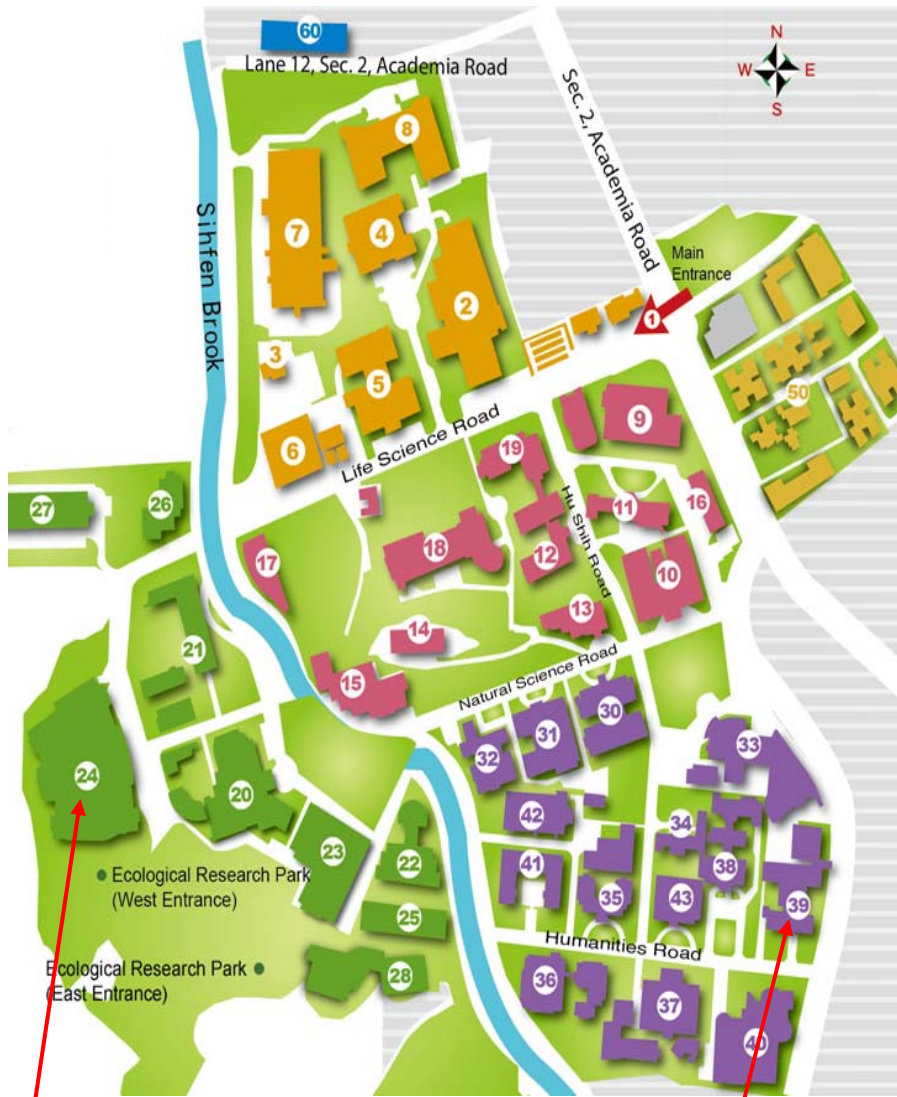 60
Lane 12, Sec. 2, Academia Road
N
W E
S
8
Sec. 2, Academia Road
Sihfen Brook
7
4
2
Main
Entrance
1
3
5
50
6
Life Science Road
9
19
16
27
26
11
Hu Shih Road
17
18
12
10
13
14
21
15
Natural Science Road
30
31
32
33
24
20
42
34
23
22
41
38
Ecological Research Park
(West Entrance)
35
43
39
25
Humanities Road
Ecological Research Park
(East Entrance)
28
36
37
40